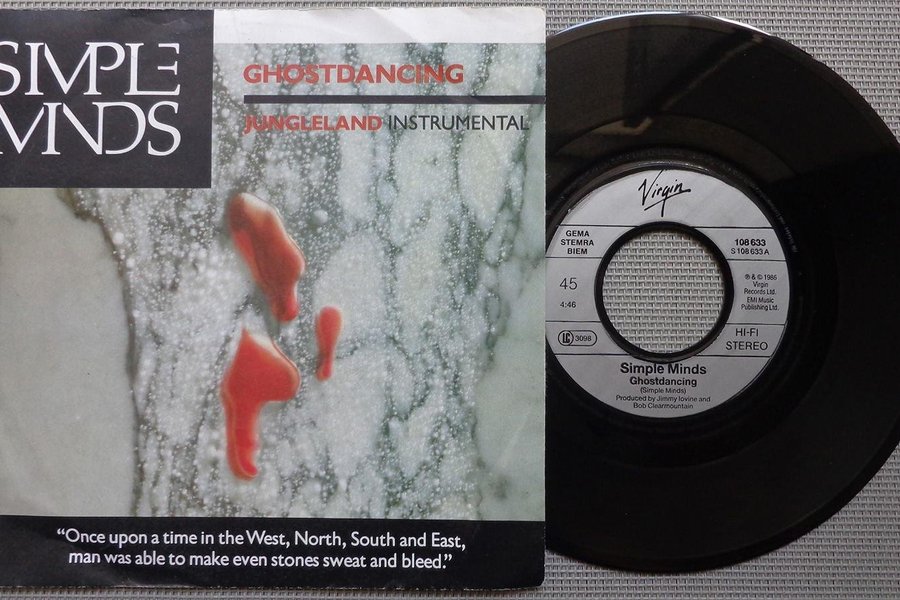 SIMPLE
MINDS
GHOSTDANCING
JUNGLELAND INSTRUMENTAL
“Once upon a time in the West, North, South and East,
man was able to make even stones sweat and bleed.”
Virgin
GEMA
STEMRA
BIEM
45
4:46
LC 3098
108 633
S 108 633 A
℗ & © 1985
Virgin
Records Ltd.
EMI Music
Publishing Ltd.
HI-FI
STEREO
Simple Minds
Ghostdancing
(Simple Minds)
Produced by Jimmy Iovine and
Bob Clearmountain